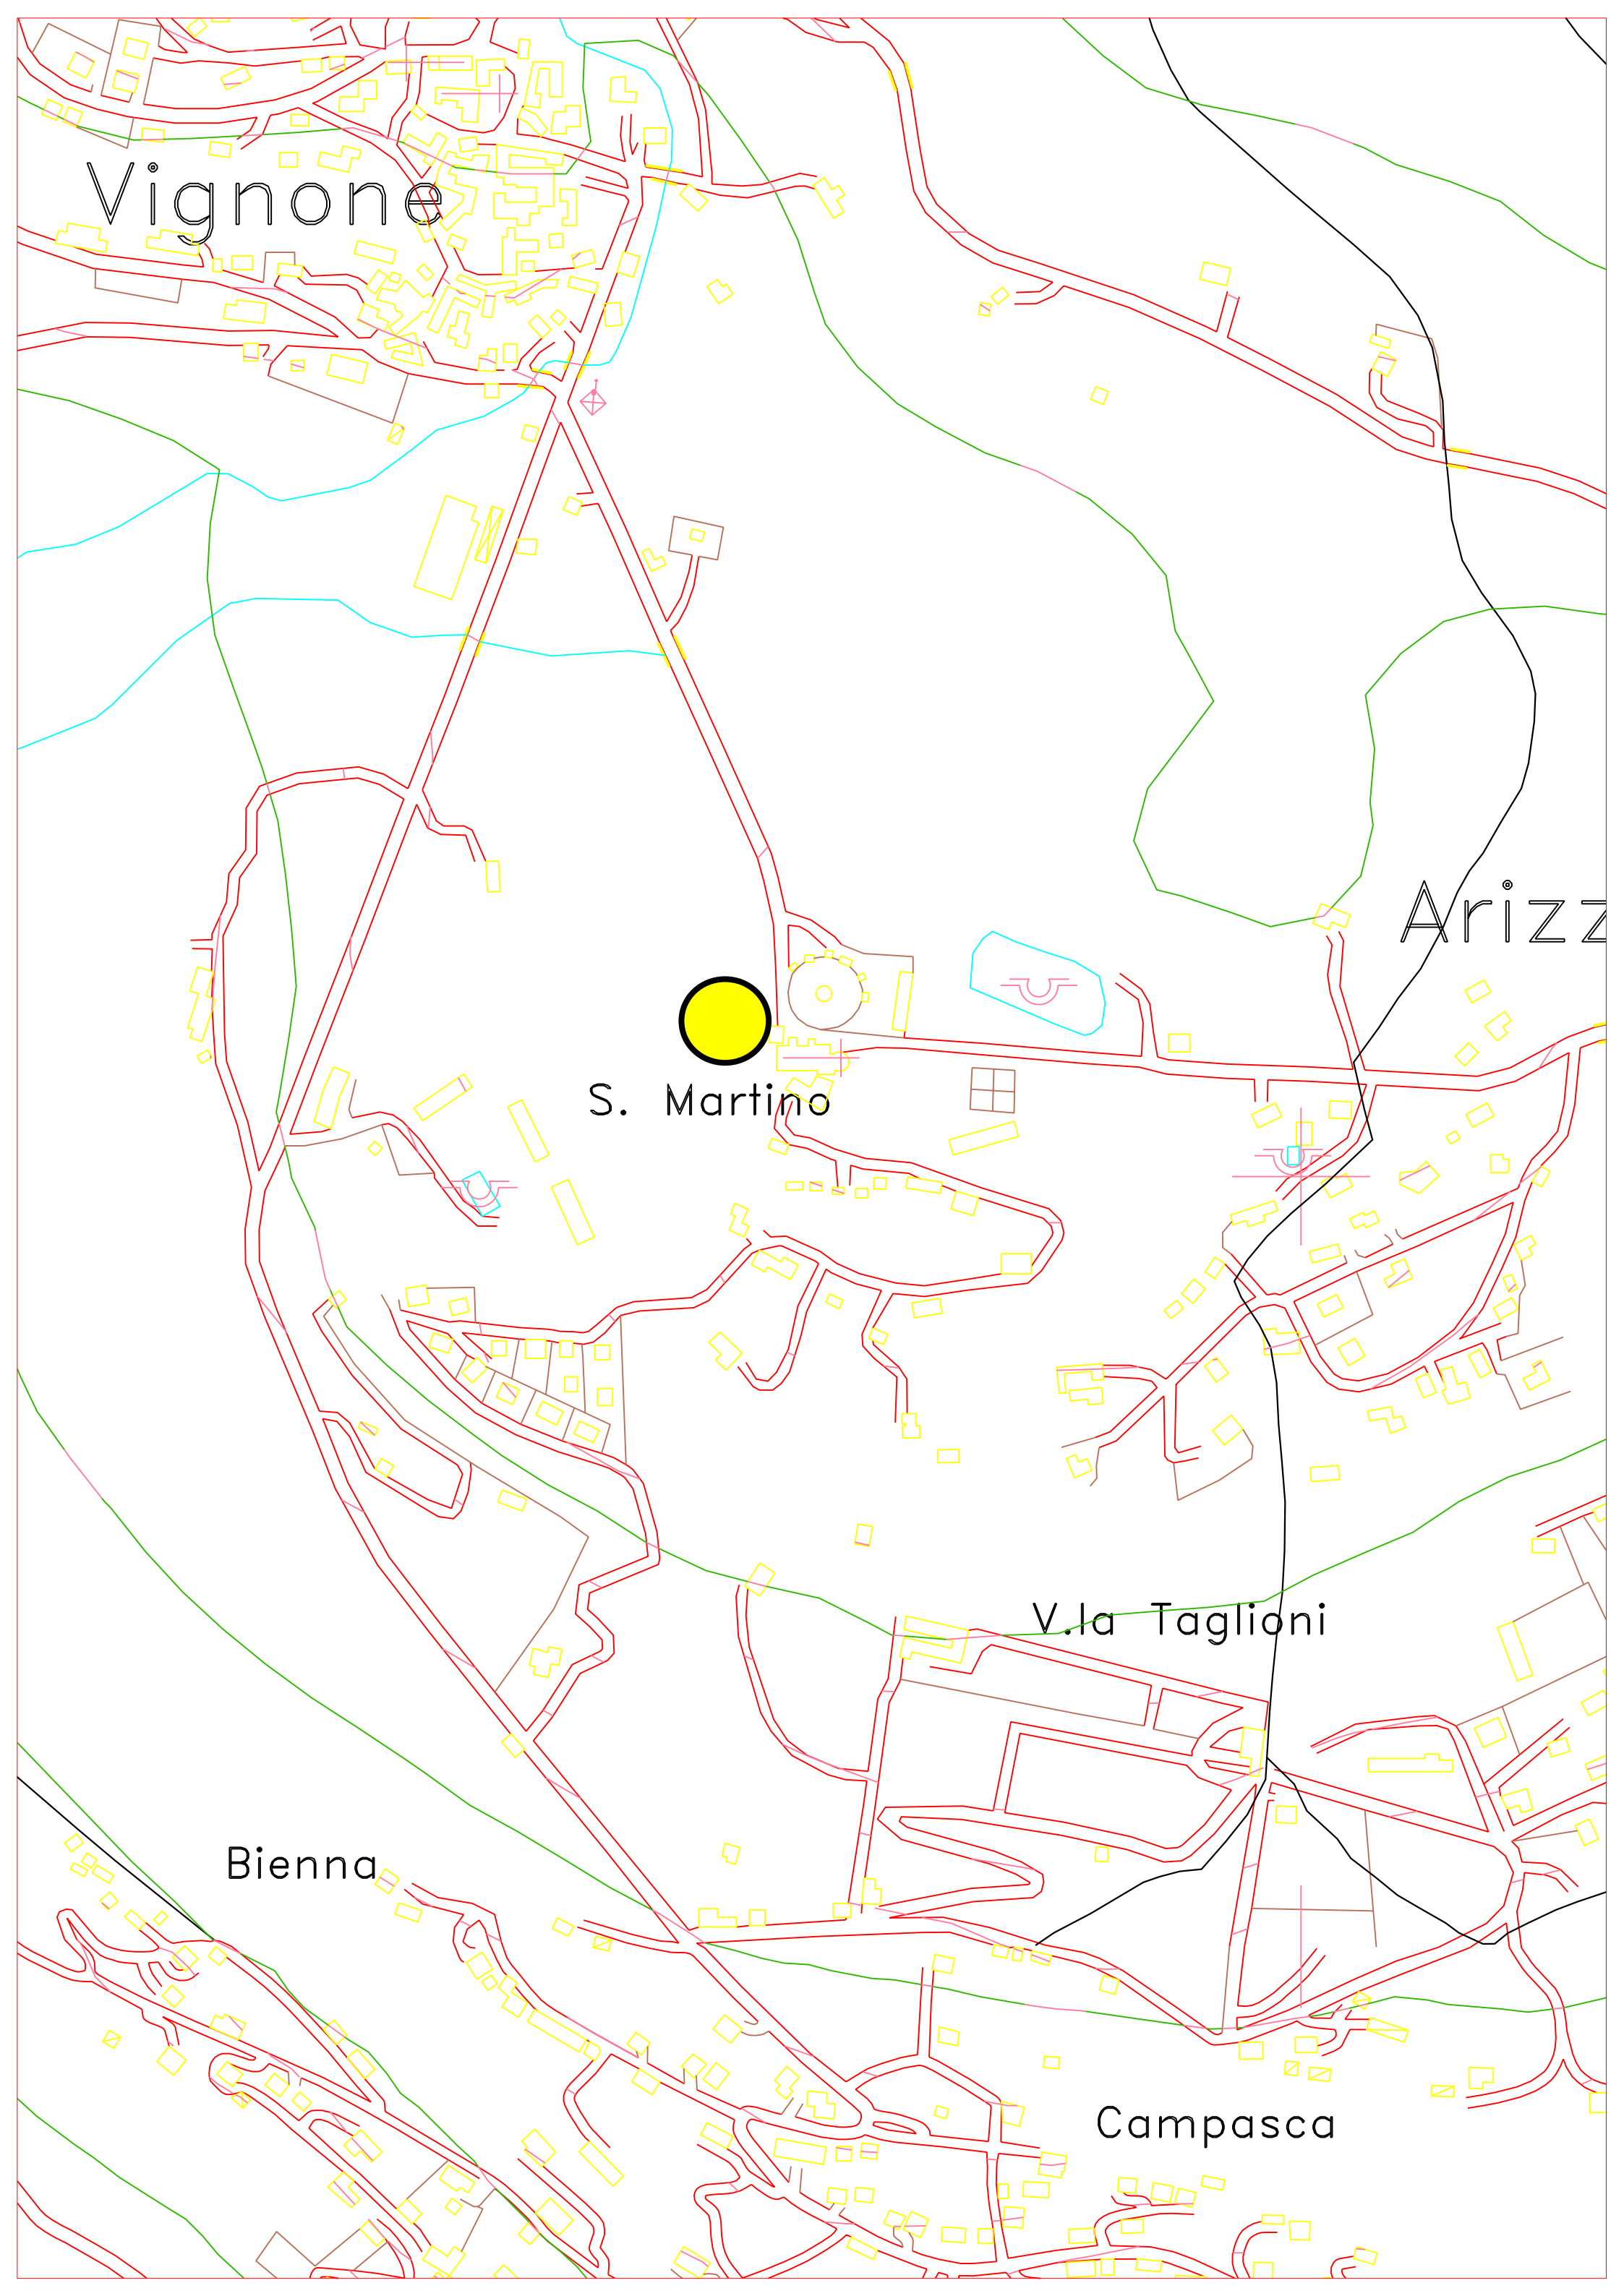 Vignone
Arizz
S. Martino
V.la Taglioni
Bienna
Campasca